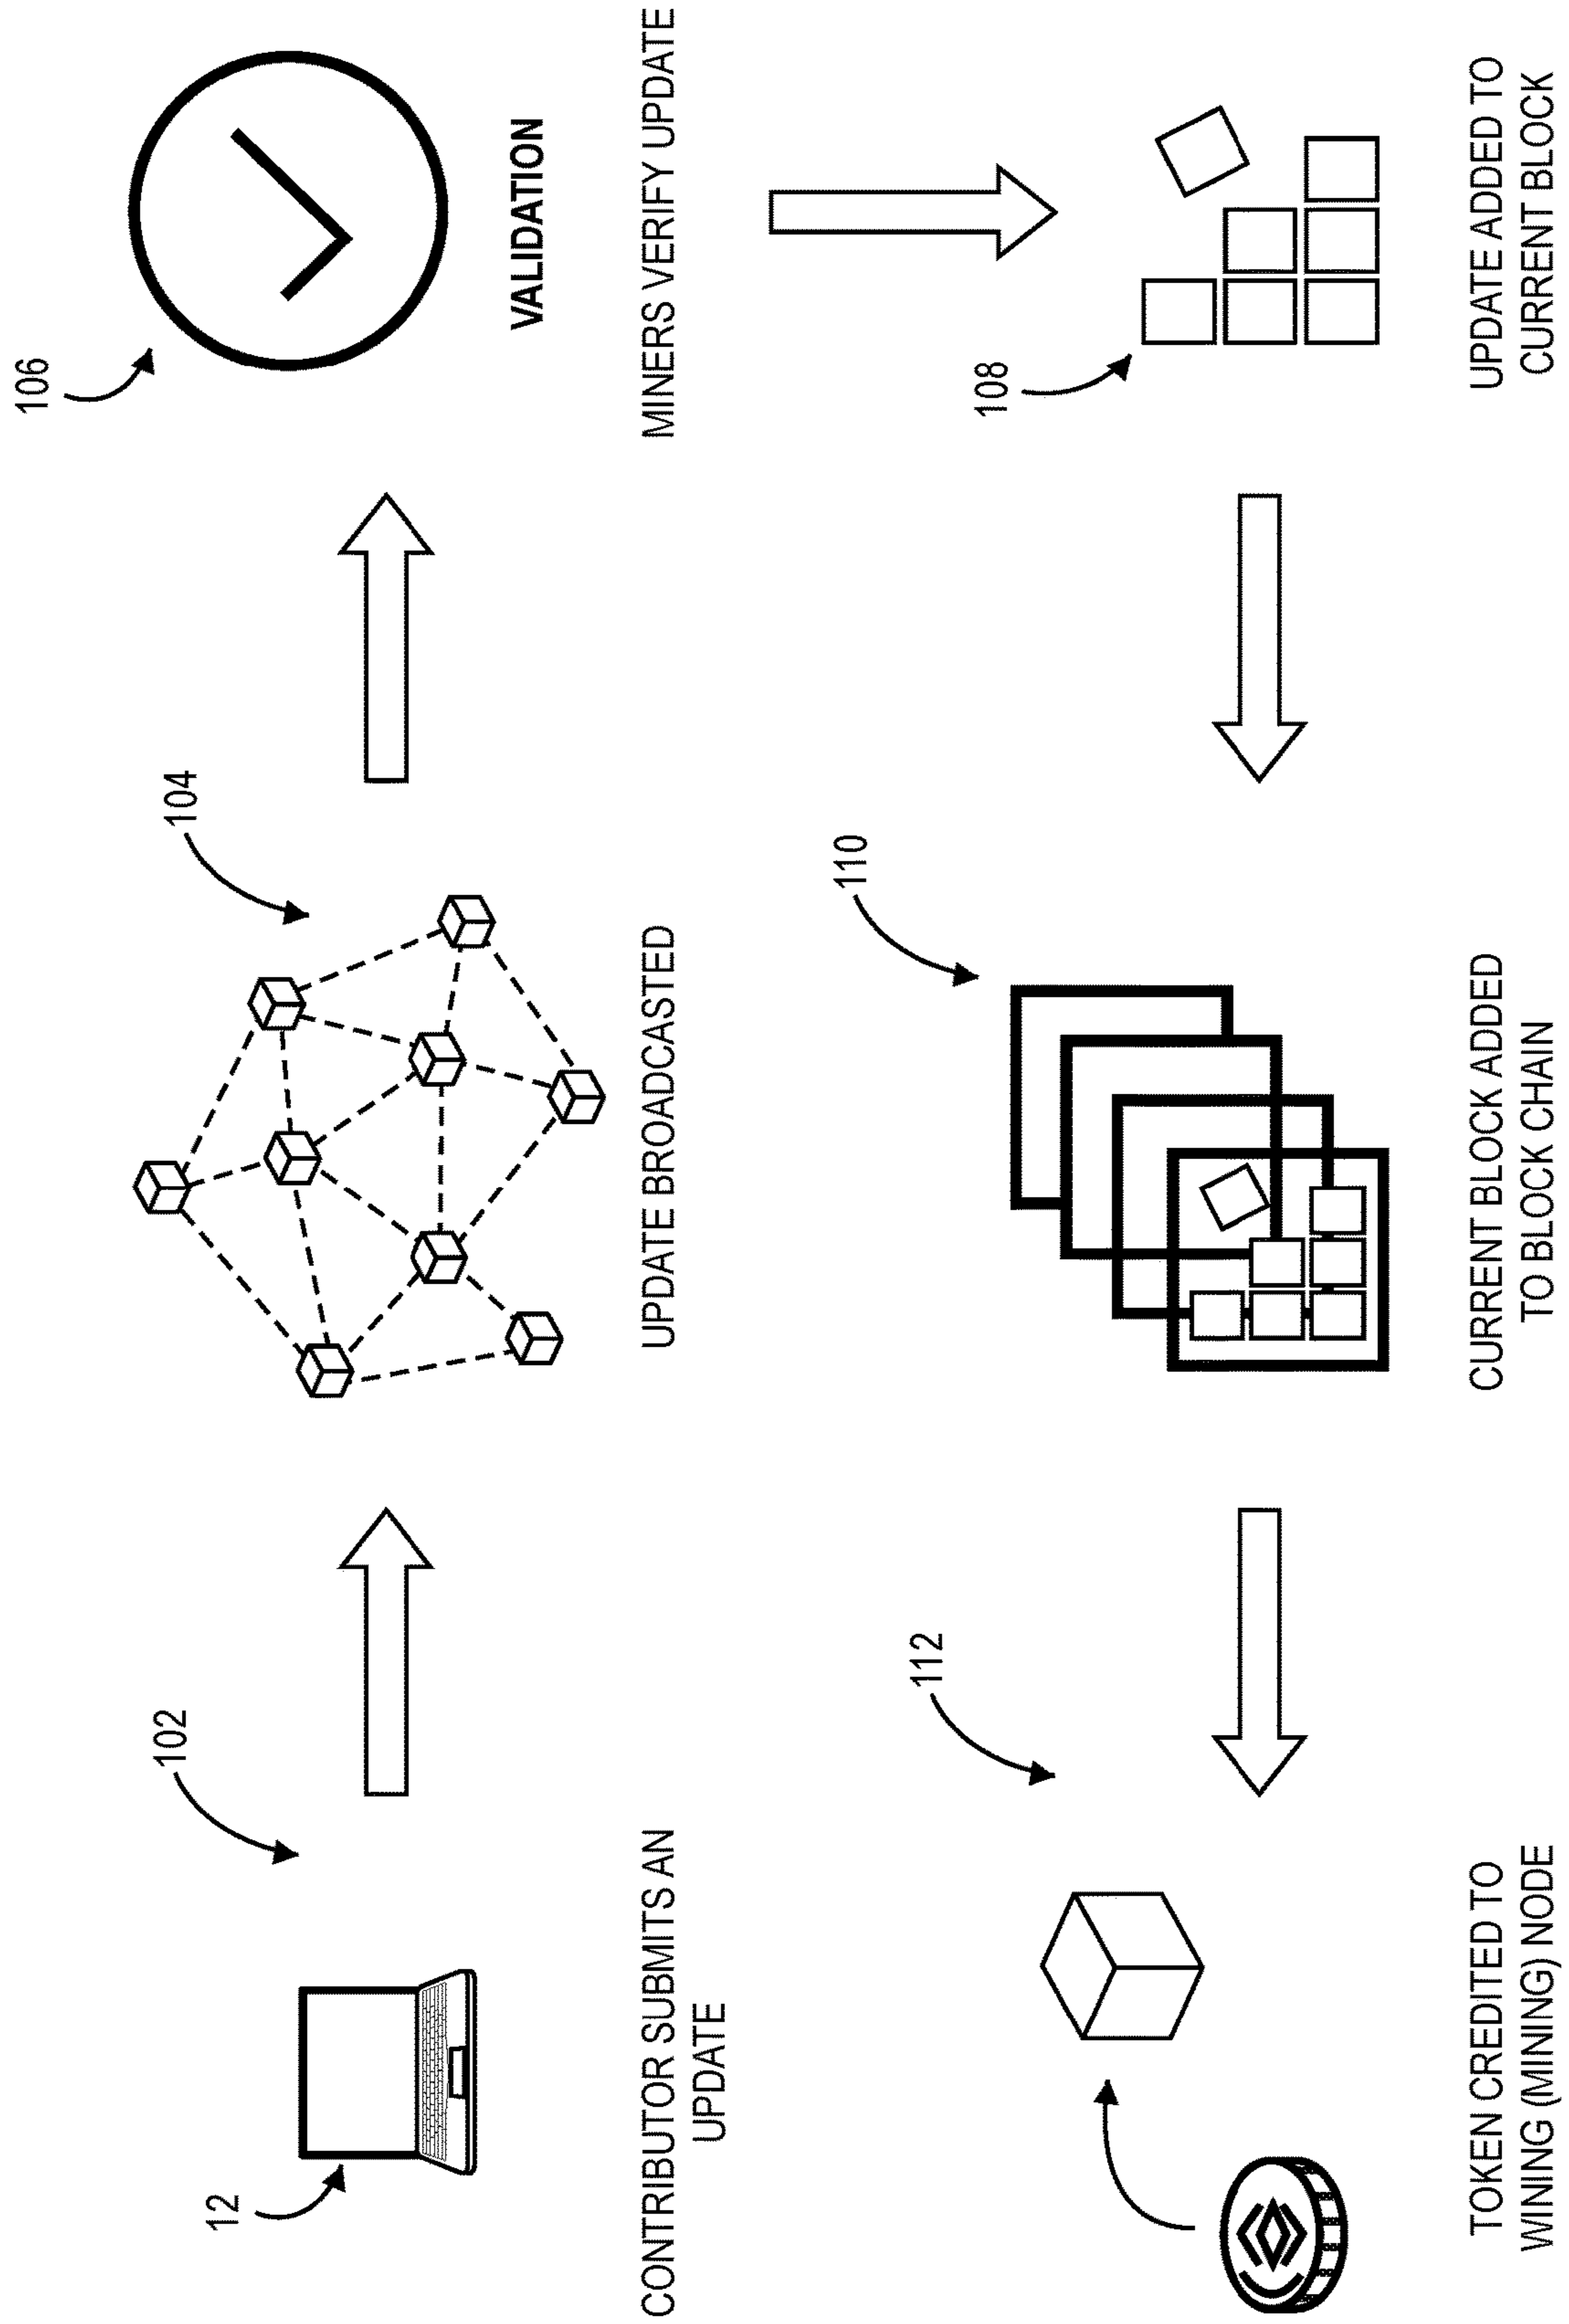 102
12
CONTRIBUTOR SUBMITS AN
UPDATE
104
UPDATE BROADCASTED
106
VALIDATION
MINERS VERIFY UPDATE
108
UPDATE ADDED TO
CURRENT BLOCK
110
CURRENT BLOCK ADDED
TO BLOCK CHAIN
112
TOKEN CREDITED TO
WINING (MINING) NODE